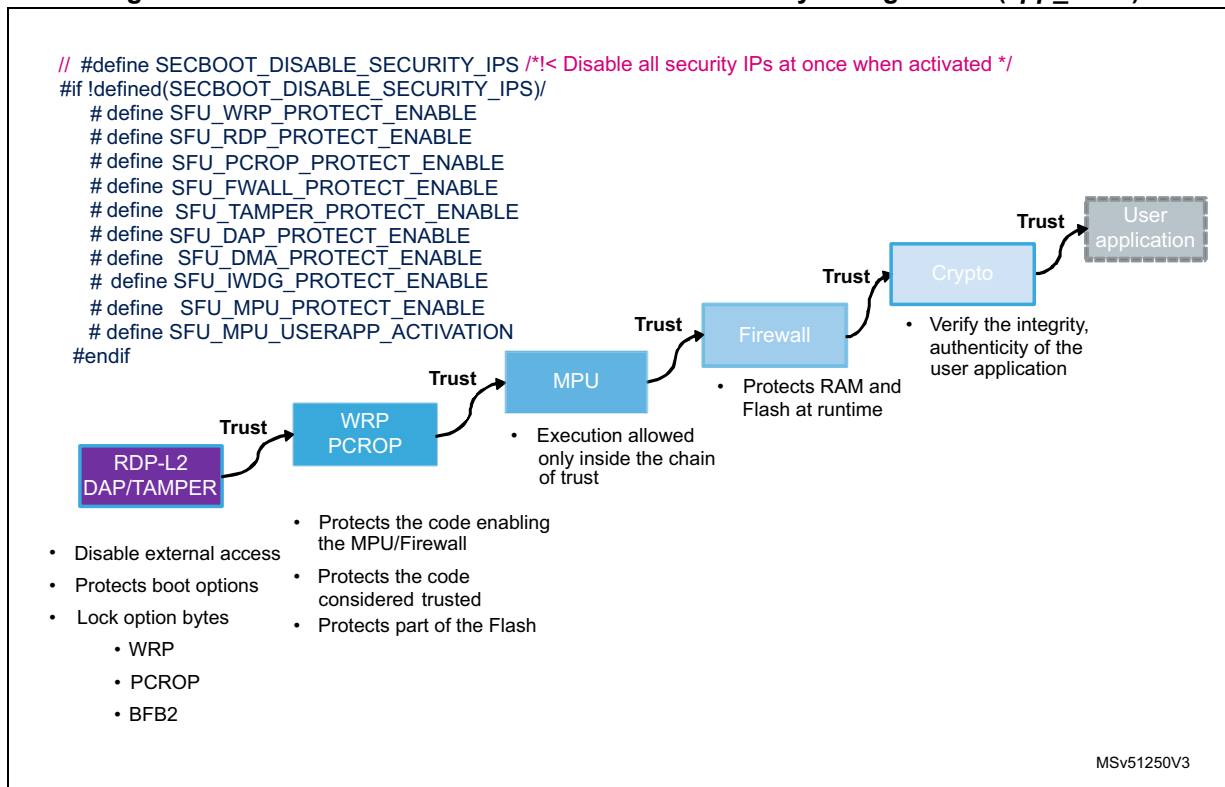 // #define SECBOOT_DISABLE_SECURITY_IPS /*!< Disable all security IPs at once when activated */
#if !defined(SECBOOT_DISABLE_SECURITY_IPS)/
# define SFU_WRP_PROTECT_ENABLE
# define SFU_RDP_PROTECT_ENABLE
# define SFU_PCROP_PROTECT_ENABLE
# define SFU_FWALL_PROTECT_ENABLE
# define SFU_TAMPER_PROTECT_ENABLE
# define SFU_DAP_PROTECT_ENABLE
# define SFU_DMA_PROTECT_ENABLE
# define SFU_IWDG_PROTECT_ENABLE
# define SFU_MPU_PROTECT_ENABLE
# define SFU_MPU_USERAPP_ACTIVATION
#endif
Trust
User
application
Trust
Crypto
• Verify the integrity,
authenticity of the
user application
Trust
Firewall
• Protects RAM and
Flash at runtime
Trust
MPU
• Execution allowed
only inside the chain
of trust
Trust
WRP
PCROP
• Protects the code enabling
the MPU/Firewall
• Protects the code
considered trusted
• Protects part of the Flash
RDP-L2
DAP/TAMPER
• Disable external access
• Protects boot options
• Lock option bytes
• WRP
• PCROP
• BFB2
MSv51250V3